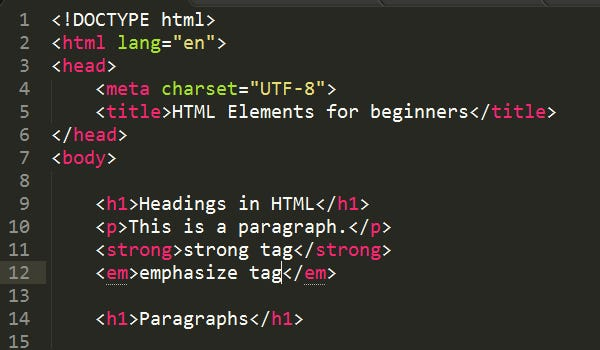 1 <!DOCTYPE html>
2 <html lang="en">
3 <head>
4     <meta charset="UTF-8">
5     <title>HTML Elements for beginners</title>
6 </head>
7 <body>
8
9     <h1>Headings in HTML</h1>
10     <p>This is a paragraph.</p>
11     <strong>strong tag</strong>
12     <em>emphasize tag</em>
13
14     <h1>Paragraphs</h1>
15